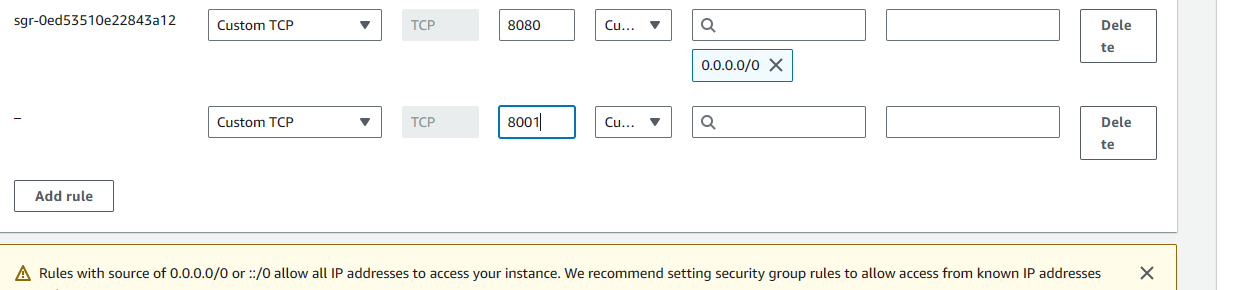 sgr-0ed53510e22843a12 Custom TCP TCP 8080 Cu... Dele
te
0.0.0.0/0
– Custom TCP TCP 8001 Cu... Dele
te
Add rule
Rules with source of 0.0.0.0/0 or ::/0 allow all IP addresses to access your instance. We recommend setting security group rules to allow access from known IP addresses